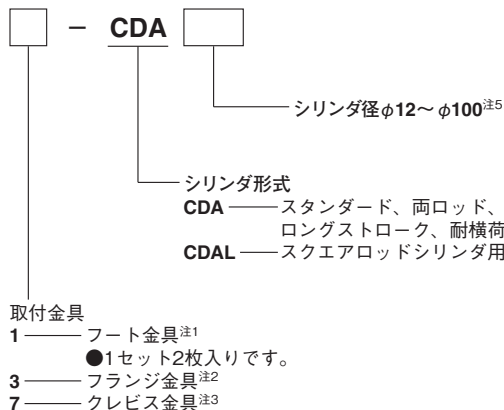 － CDA
シリンダ径φ12～φ100注5
シリンダ形式
CDA スタンダード、両ロッド、
ロングストローク、耐横荷
CDAL スクエアロッドシリンダ用
取付金具
1 フート金具注1
●1セット2枚入りです。
3 フランジ金具注2
7 クレビス金具注3